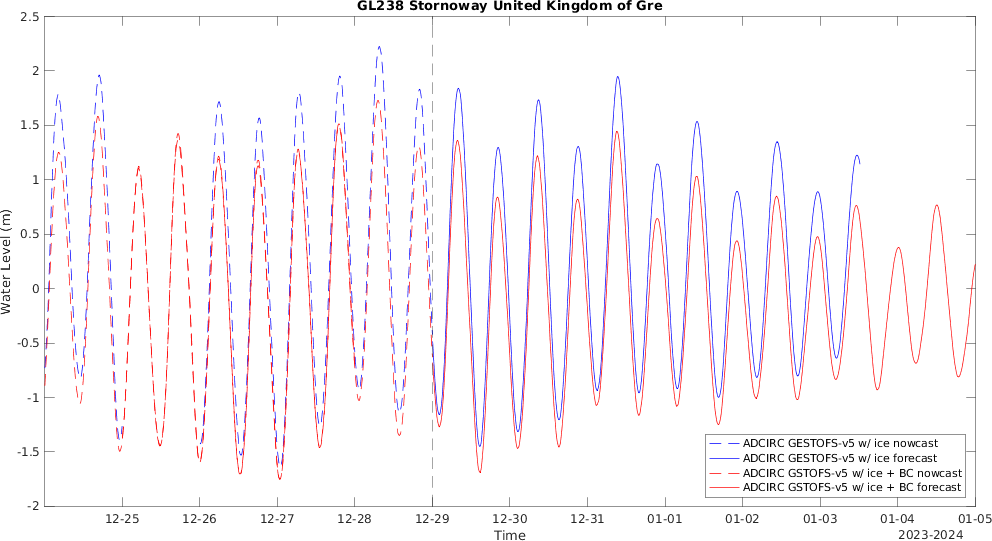 GL238 Stornoway United Kingdom of Gre
Water Level (m)
2.5
2
1.5
1
0.5
0
-0.5
-1
-1.5
-2
ADCIRC GESTOFS-v5 w/ ice nowcast
ADCIRC GESTOFS-v5 w/ ice forecast
ADCIRC GSTOFS-v5 w/ ice + BC nowcast
ADCIRC GSTOFS-v5 w/ ice + BC forecast
12-25 12-26 12-27 12-28 12-29 12-30 12-31 01-01 01-02 01-03 01-04 01-05
Time
2023-2024